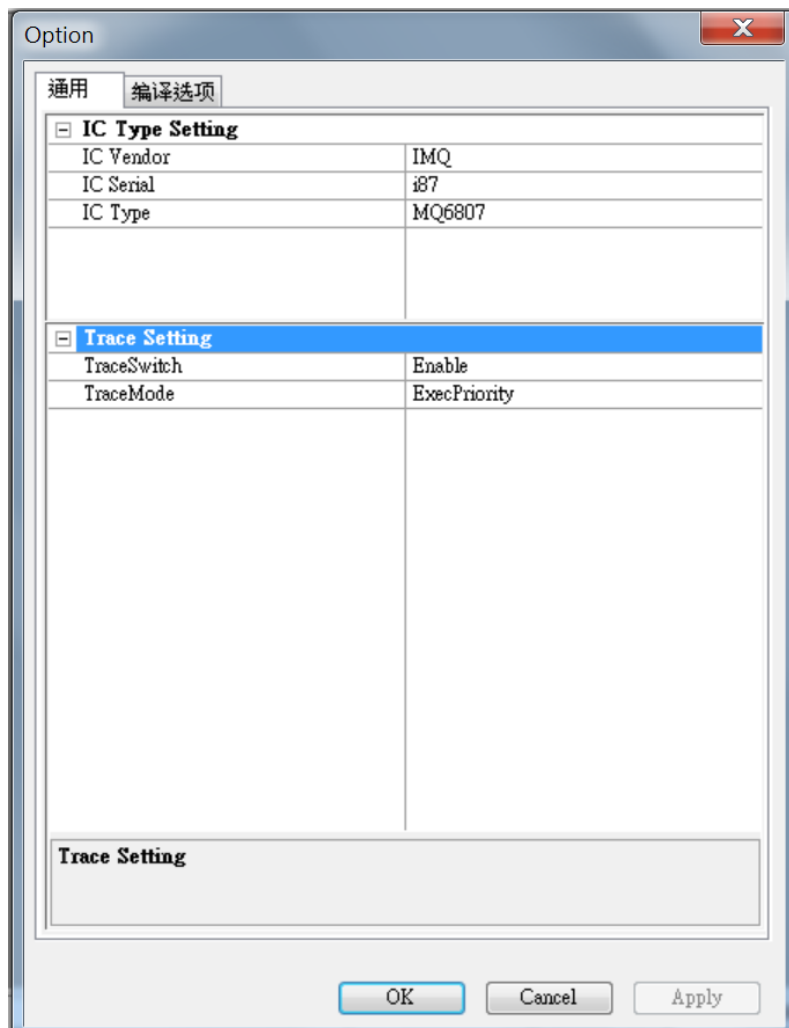 Option
通用 编译选项
IC Type Setting
IC Vendor IMQ
IC Serial i87
IC Type MQ6807
Trace Setting
TraceSwitch Enable
TraceMode ExecPriority
Trace Setting
OK Cancel Apply